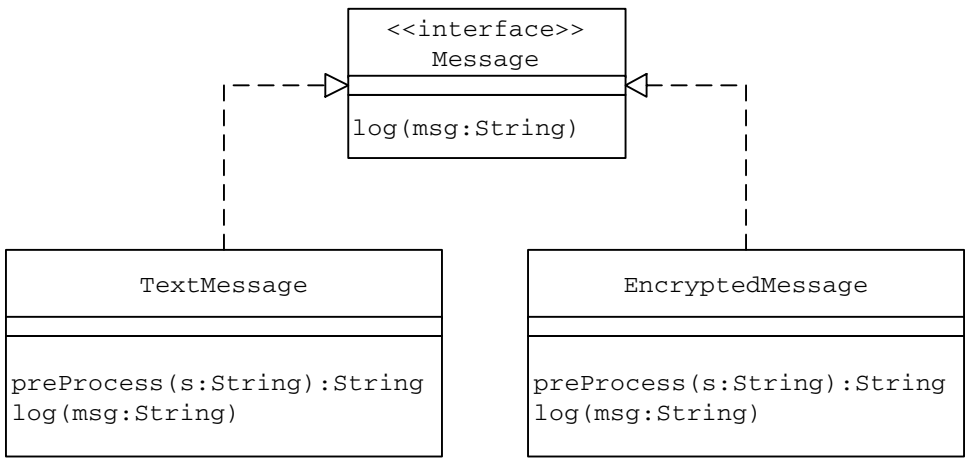 <<interface>>
Message
log(msg:String)
TextMessage
preProcess(s:String):String
log(msg:String)
EncryptedMessage
preProcess(s:String):String
log(msg:String)